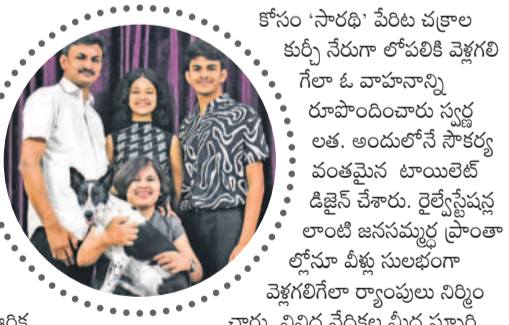 కోసం ‘సారథి’ పేరిట చక్రాల
కుర్చీ నేరుగా లోపలికి వెళ్లగలి
గేలా ఓ వాహనాన్ని
రూపొందించారు స్వర్ణ
లత. అందులోనే సౌకర్య
వంతమైన టాయిలెట్
డిజైన్ చేశారు. రైల్వేస్టేషన్ల
లాంటి జనసమ్మర్ధ ప్రాంతా
ల్లోనూ వీళ్లు సులభంగా
వెళ్లగలిగేలా ర్యాంపులు నిర్మిం